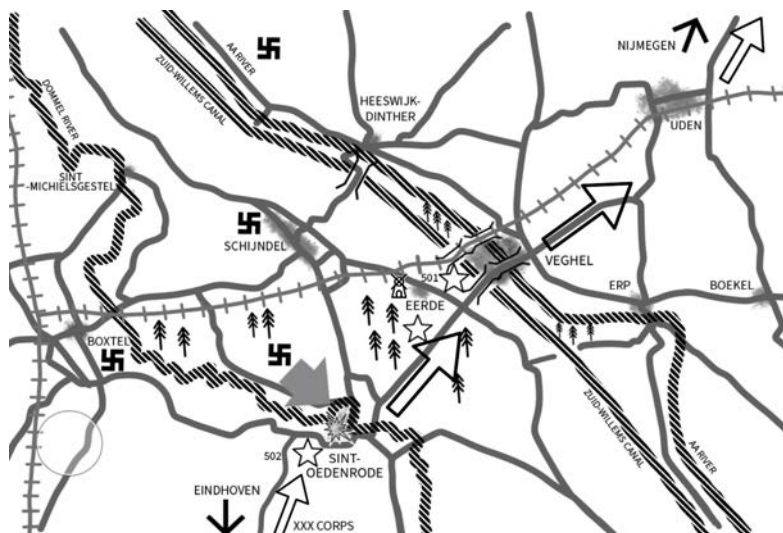 NIJMEGEN
AA RIVER
ZUID-WILLEMS CANAL
HEESWIJK-
DINTHER
UDEN
DOMMEL RIVER
SINT
-MICHIELSGESTEL
SCHIJNDEL
VEGHEL
501
EERDE
ERP
BOEKEL
BOXTEL
ZUID-WILLEMS CANAL
AA RIVER
502
SINT-
OEDENRODE
EINDHOVEN
XXX CORPS